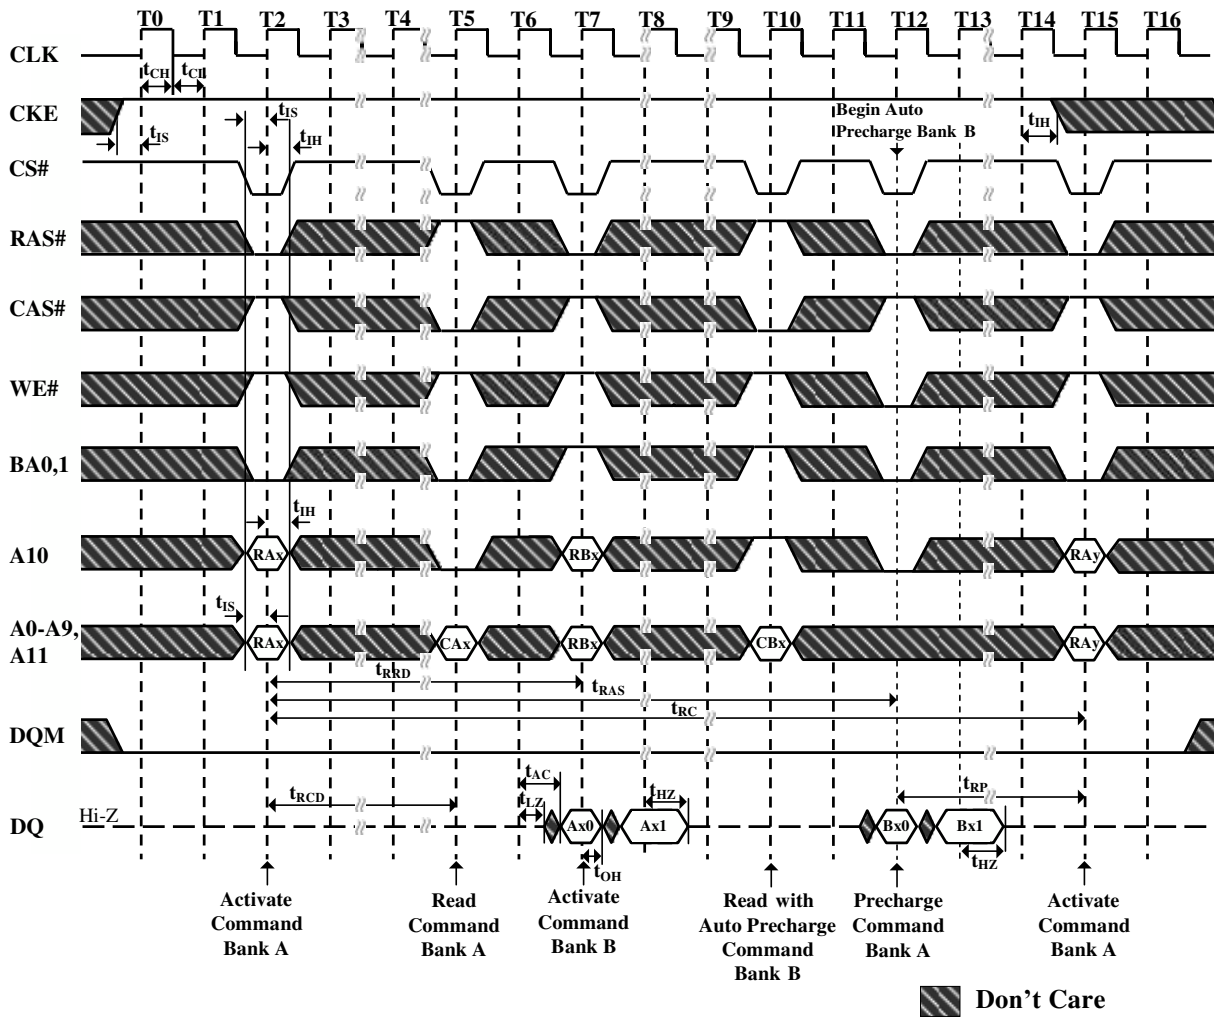 T0 T1 T2 T3 T4 T5 T6 T7 T8 T9 T10 T11 T12 T13 T14 T15 T16
CLK
tCH tCL
CKE
tIS
tIS
tIH
Begin Auto
Precharge Bank B
tIH
CS#
RAS#
CAS#
WE#
BA0,1
tIH
A10
RAx RBx RAy
tIS
A0-A9,
A11
RAx CAx RBx CBx RAy
tRRD
tRAS
tRC
DQM
tRCD
tAC
tLZ
tHZ
tRP
Hi-Z
DQ
Ax0 Ax1 Bx0 Bx1
tOH
tHZ
Activate
Command
Bank A
Read
Command
Bank A
Activate
Command
Bank B
Read with
Auto Precharge
Command
Bank B
Precharge
Command
Bank A
Activate
Command
Bank A
Don't Care